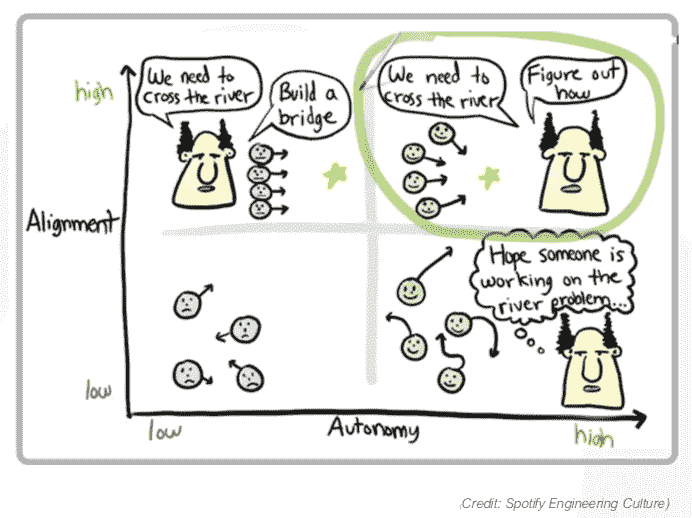 high
We need to
cross the river
Build a
bridge
We need to
cross the river
Figure out
how
Alignment
Hope someone is
working on the
river problem...
low
low
Autonomy
high
(Credit: Spotify Engineering Culture)